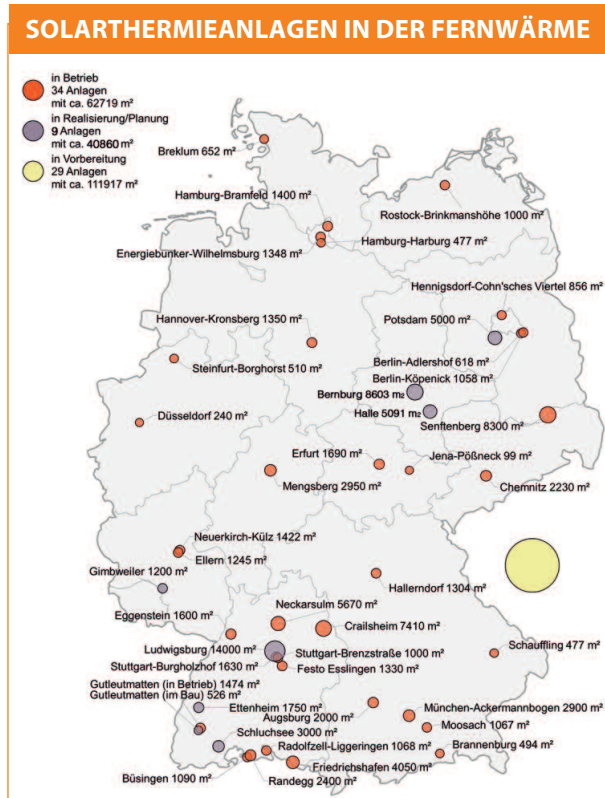 SOLARTHERMIEANLAGEN IN DER FERNWÄRME
in Betrieb
34 Anlagen
mit ca. 62719 m²
in Realisierung/Planung
9 Anlagen
mit ca. 40860 m²
in Vorbereitung
29 Anlagen
mit ca. 111917 m²
Breklum 652 m²
Hamburg-Bramfeld 1400 m²
Rostock-Brinkmanshöhe 1000 m²
Hamburg-Harburg 477 m²
Energiebunker-Wilhelmsburg 1348 m²
Hennigsdorf-Cohn'sches Viertel 856 m²
Hannover-Kronsberg 1350 m²
Potsdam 5000 m²
Berlin-Adlershof 618 m²
Steinfurt-Borghorst 510 m²
Berlin-Köpenick 1058 m²
Bernburg 8603 m₂
Düsseldorf 240 m²
Halle 5091 m₂
Senftenberg 8300 m²
Erfurt 1690 m²
Jena-Pößneck 99 m²
Mengsberg 2950 m²
Chemnitz 2230 m²
Neuerkirch-Külz 1422 m²
Ellern 1245 m²
Gimbweiler 1200 m²
Hallerndorf 1304 m²
Neckarsulm 5670 m²
Eggenstein 1600 m²
Crailsheim 7410 m²
Ludwigsburg 14000 m²
Stuttgart-Brenzstraße 1000 m²
Schauffling 477 m²
Stuttgart-Burgholzhof 1630 m²
Festo Esslingen 1330 m²
Gutleutmatten (in Betrieb) 1474 m²
Gutleutmatten (im Bau) 526 m²
Ettenheim 1750 m²
München-Ackermannbogen 2900 m²
Augsburg 2000 m²
Moosach 1067 m²
Schluchsee 3000 m²
Radolfzell-Liggeringen 1068 m²
Brannenburg 494 m²
Friedrichshafen 4050 m²
Büsingen 1090 m²
Randegg 2400 m²